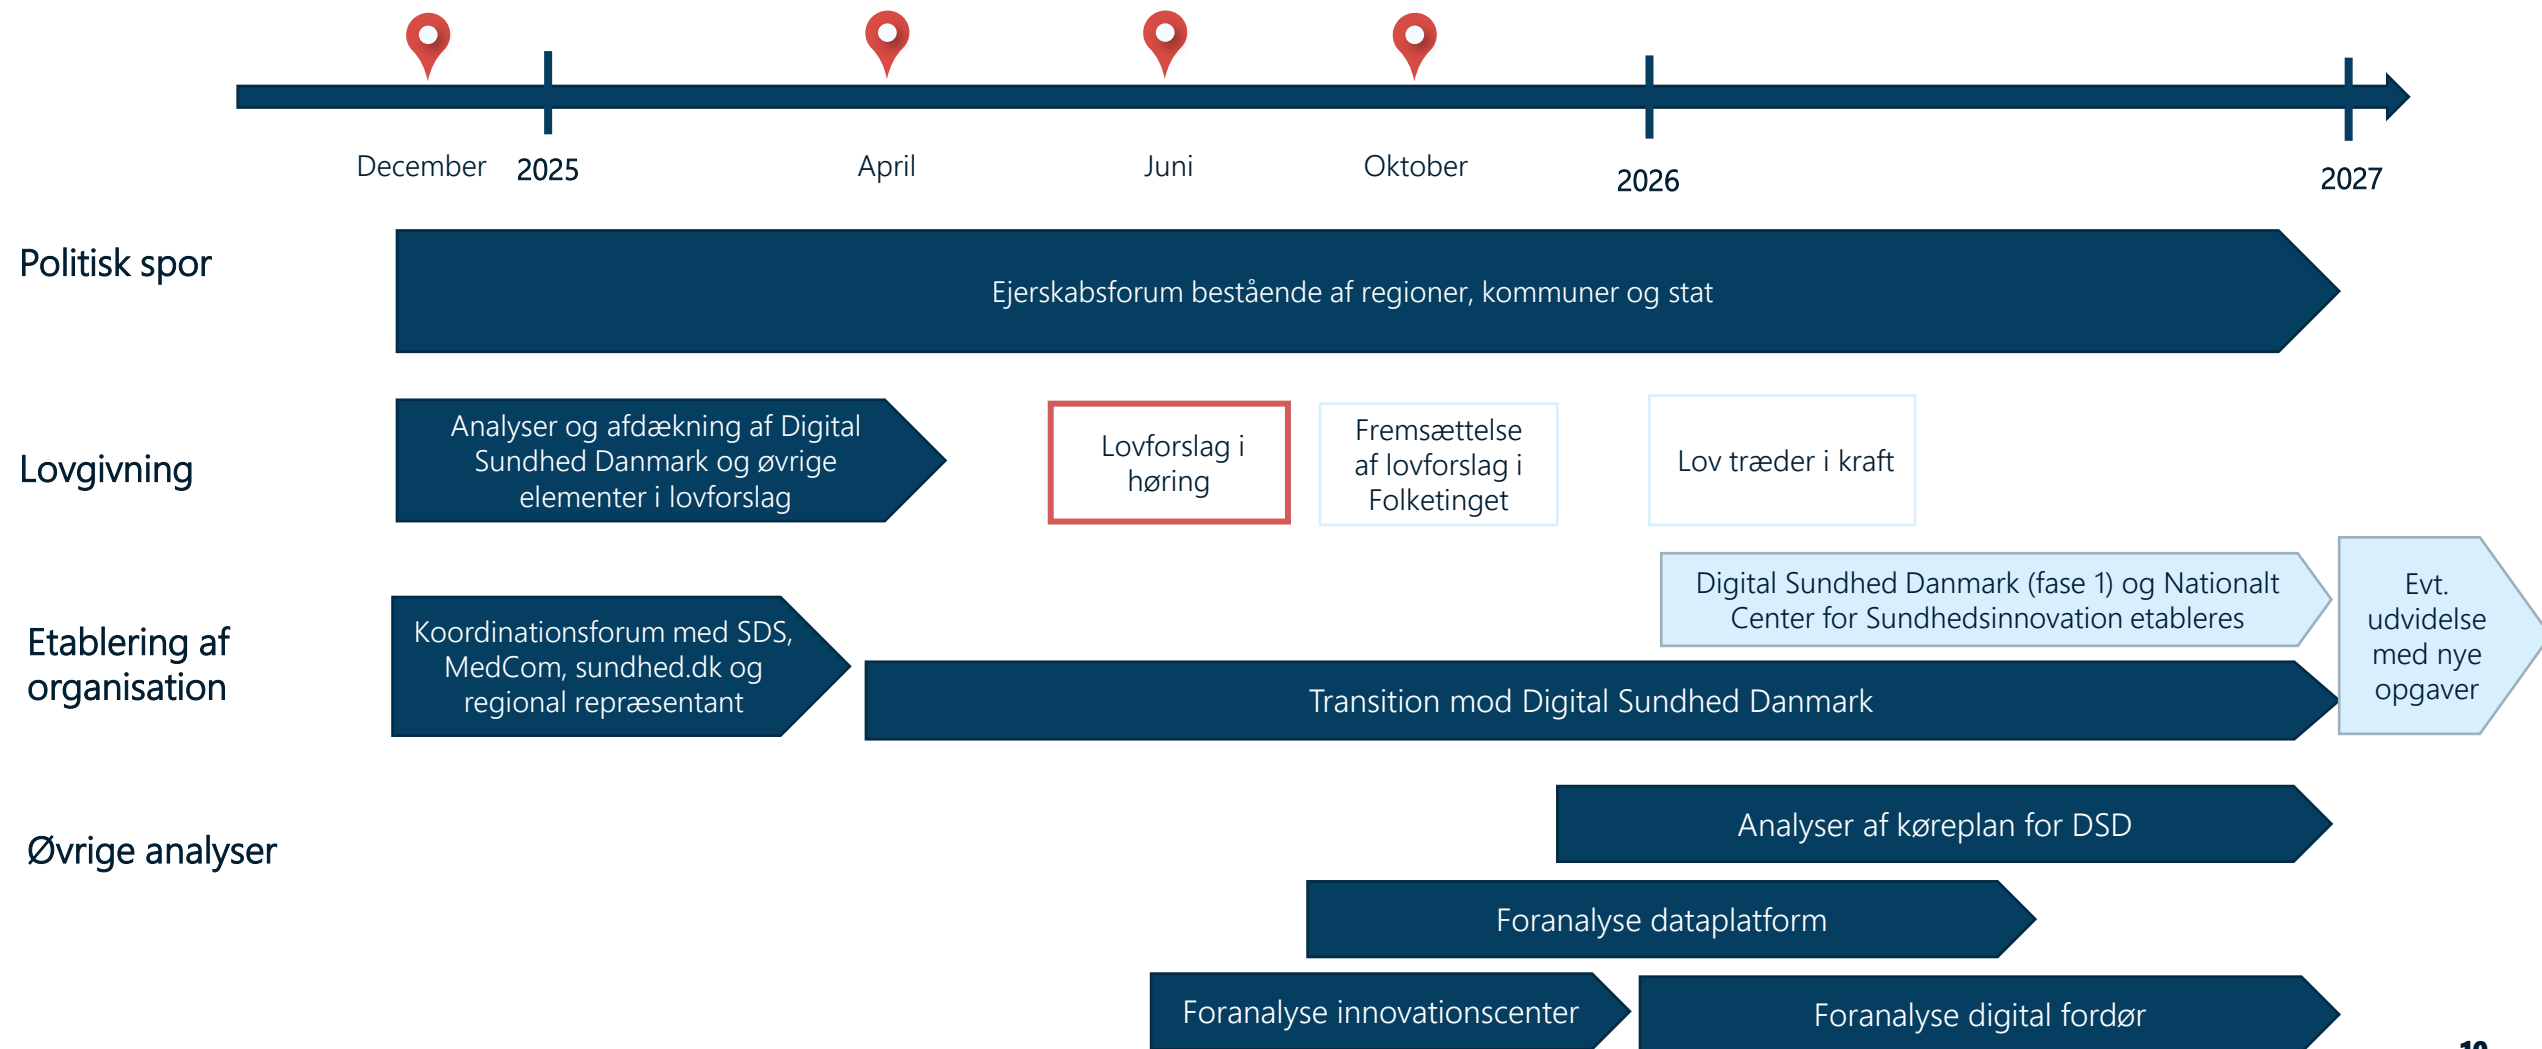 December
2025
April
Juni
Oktober
2026
2027
Politisk spor
Ejerskabsforum bestående af regioner, kommuner og stat
Lovgivning
Analyser og afdækning af Digital
Sundhed Danmark og øvrige
elementer i lovforslag
Lovforslag i
høring
Fremsættelse
af lovforslag i
Folketinget
Lov træder i kraft
Etablering af
organisation
Koordinationsforum med SDS,
MedCom, sundhed.dk og
regional repræsentant
Digital Sundhed Danmark (fase 1) og Nationalt
Center for Sundhedsinnovation etableres
Evt.
udvidelse
med nye
opgaver
Transition mod Digital Sundhed Danmark
Øvrige analyser
Analyser af køreplan for DSD
Foranalyse dataplatform
Foranalyse innovationscenter
Foranalyse digital fordør